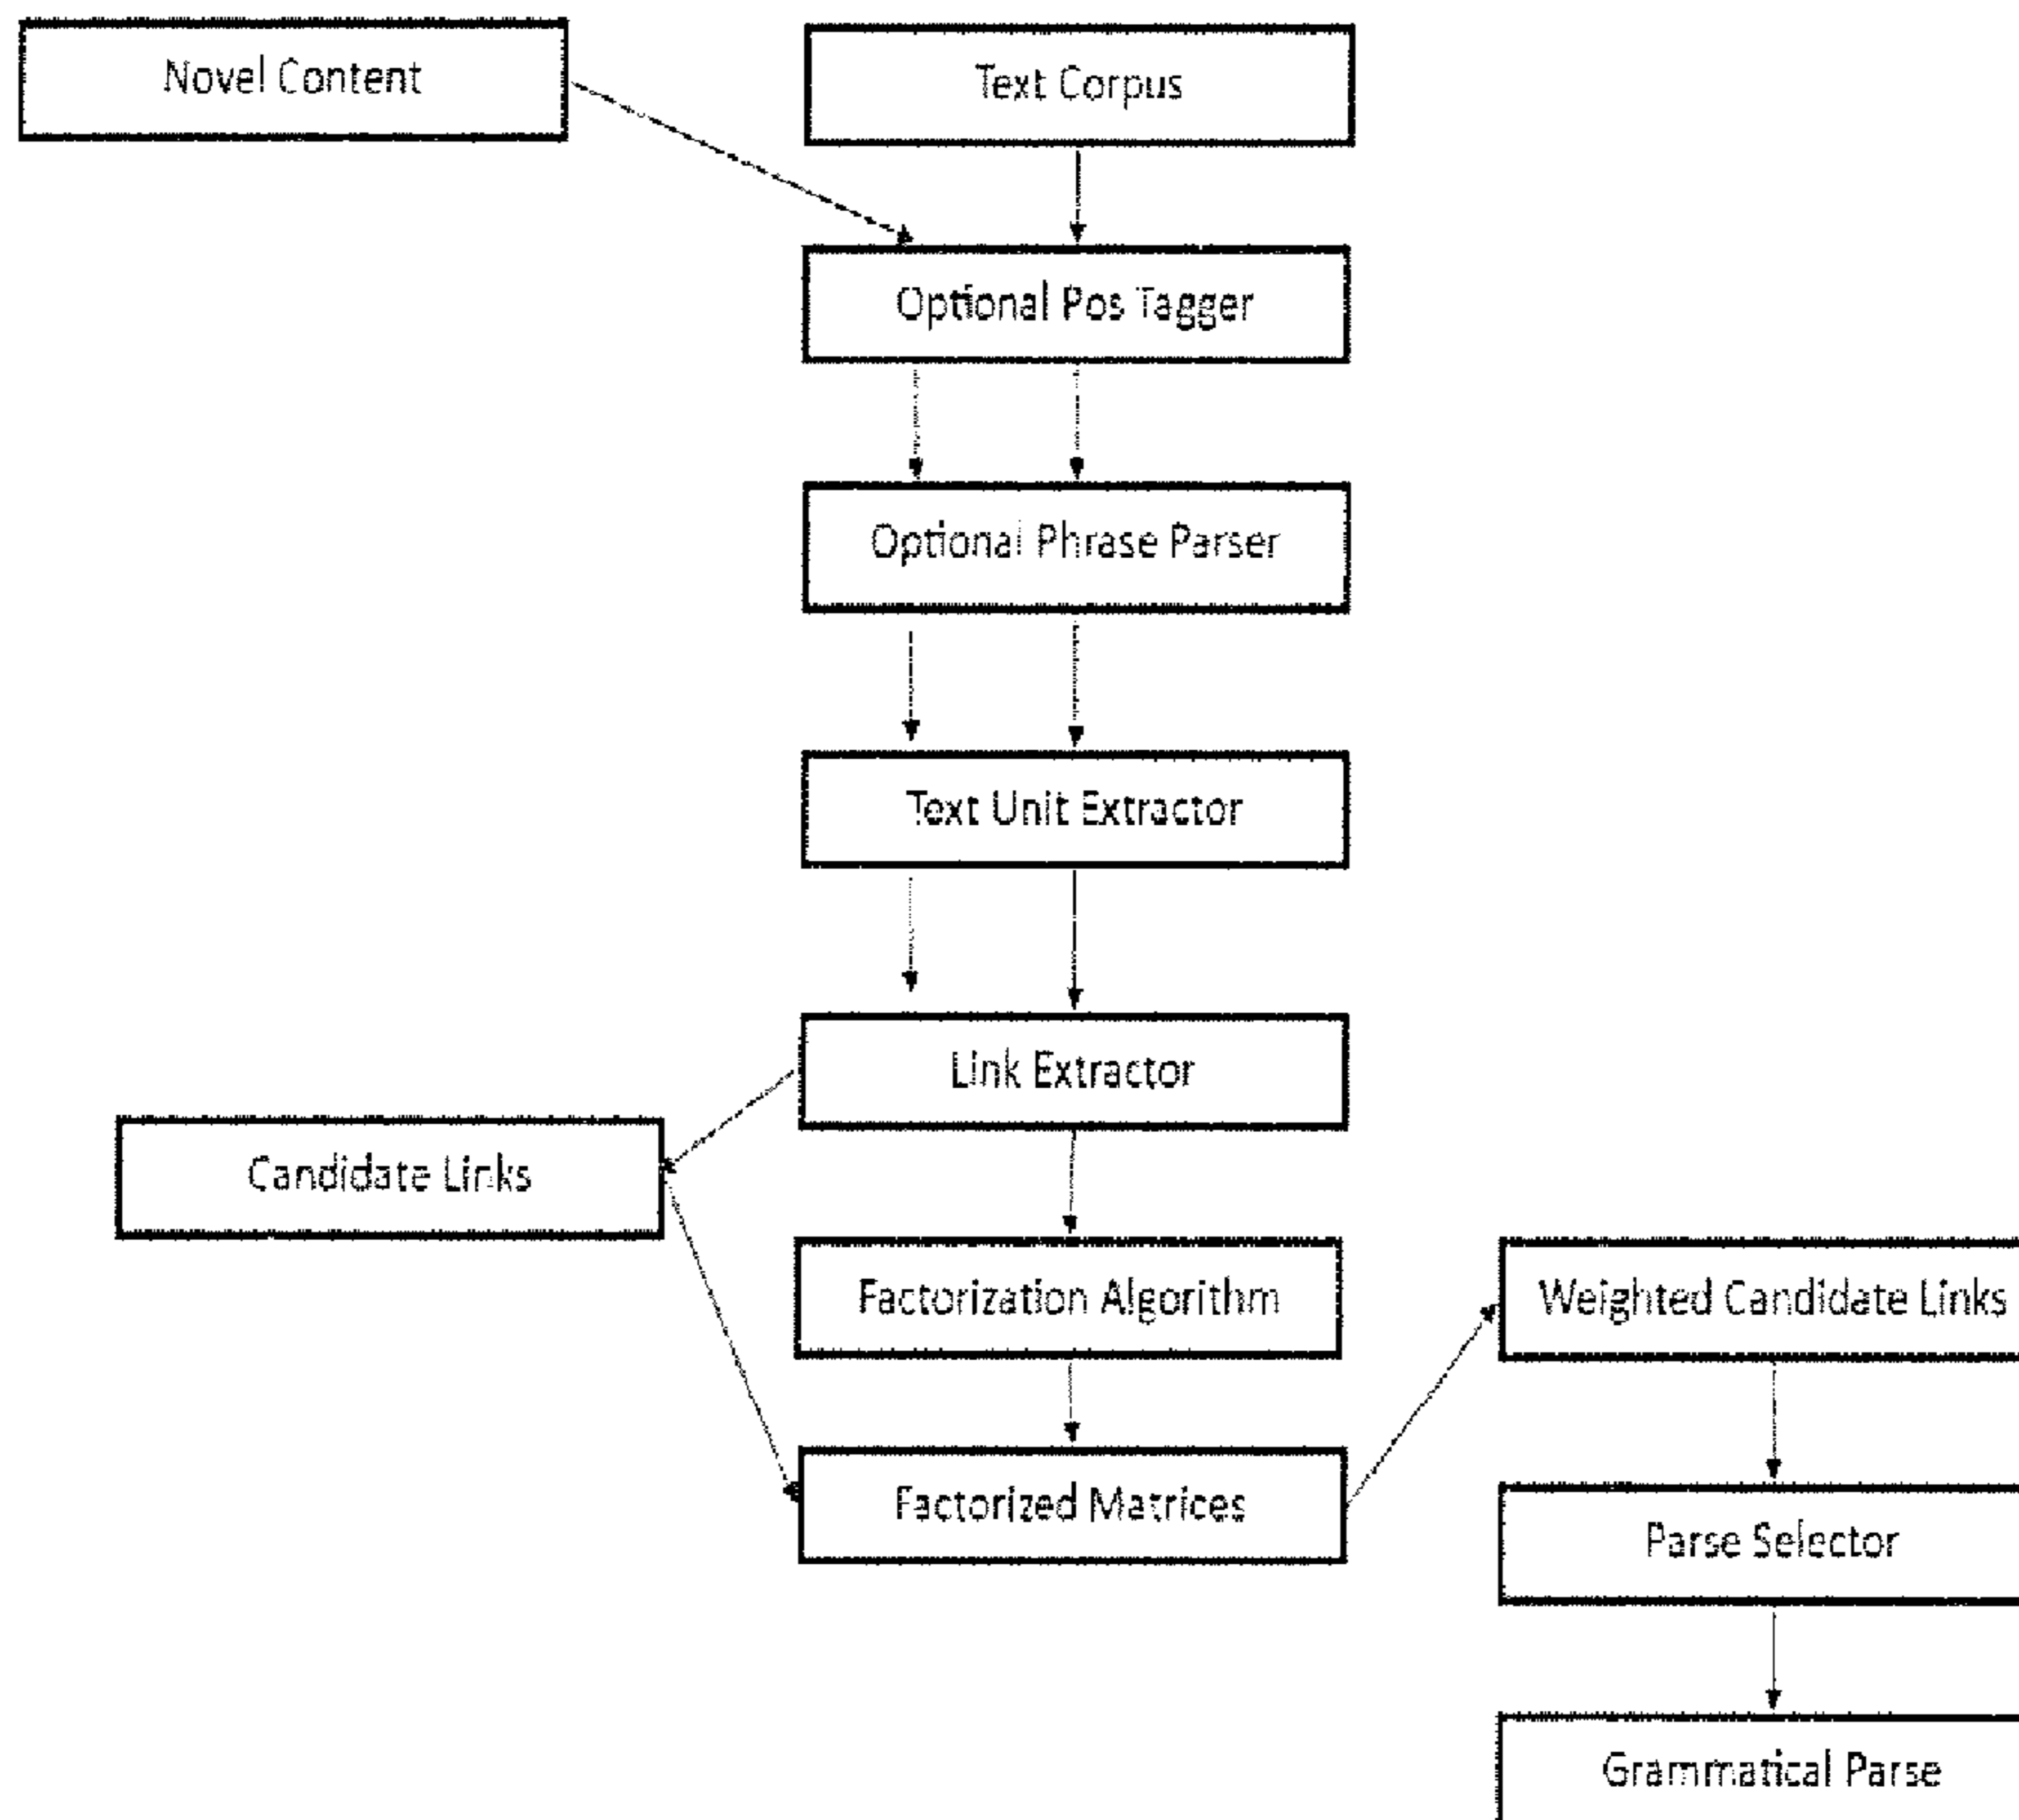 Novel Content
Text Corpus
Optional Pos Tagger
Optional Phrase Parser
Text Unit Extractor
Link Extractor
Candidate Links
Factorization Algorithm
Weighted Candidate Links
Factorized Matrices
Parse Selector
Grammatical Parse